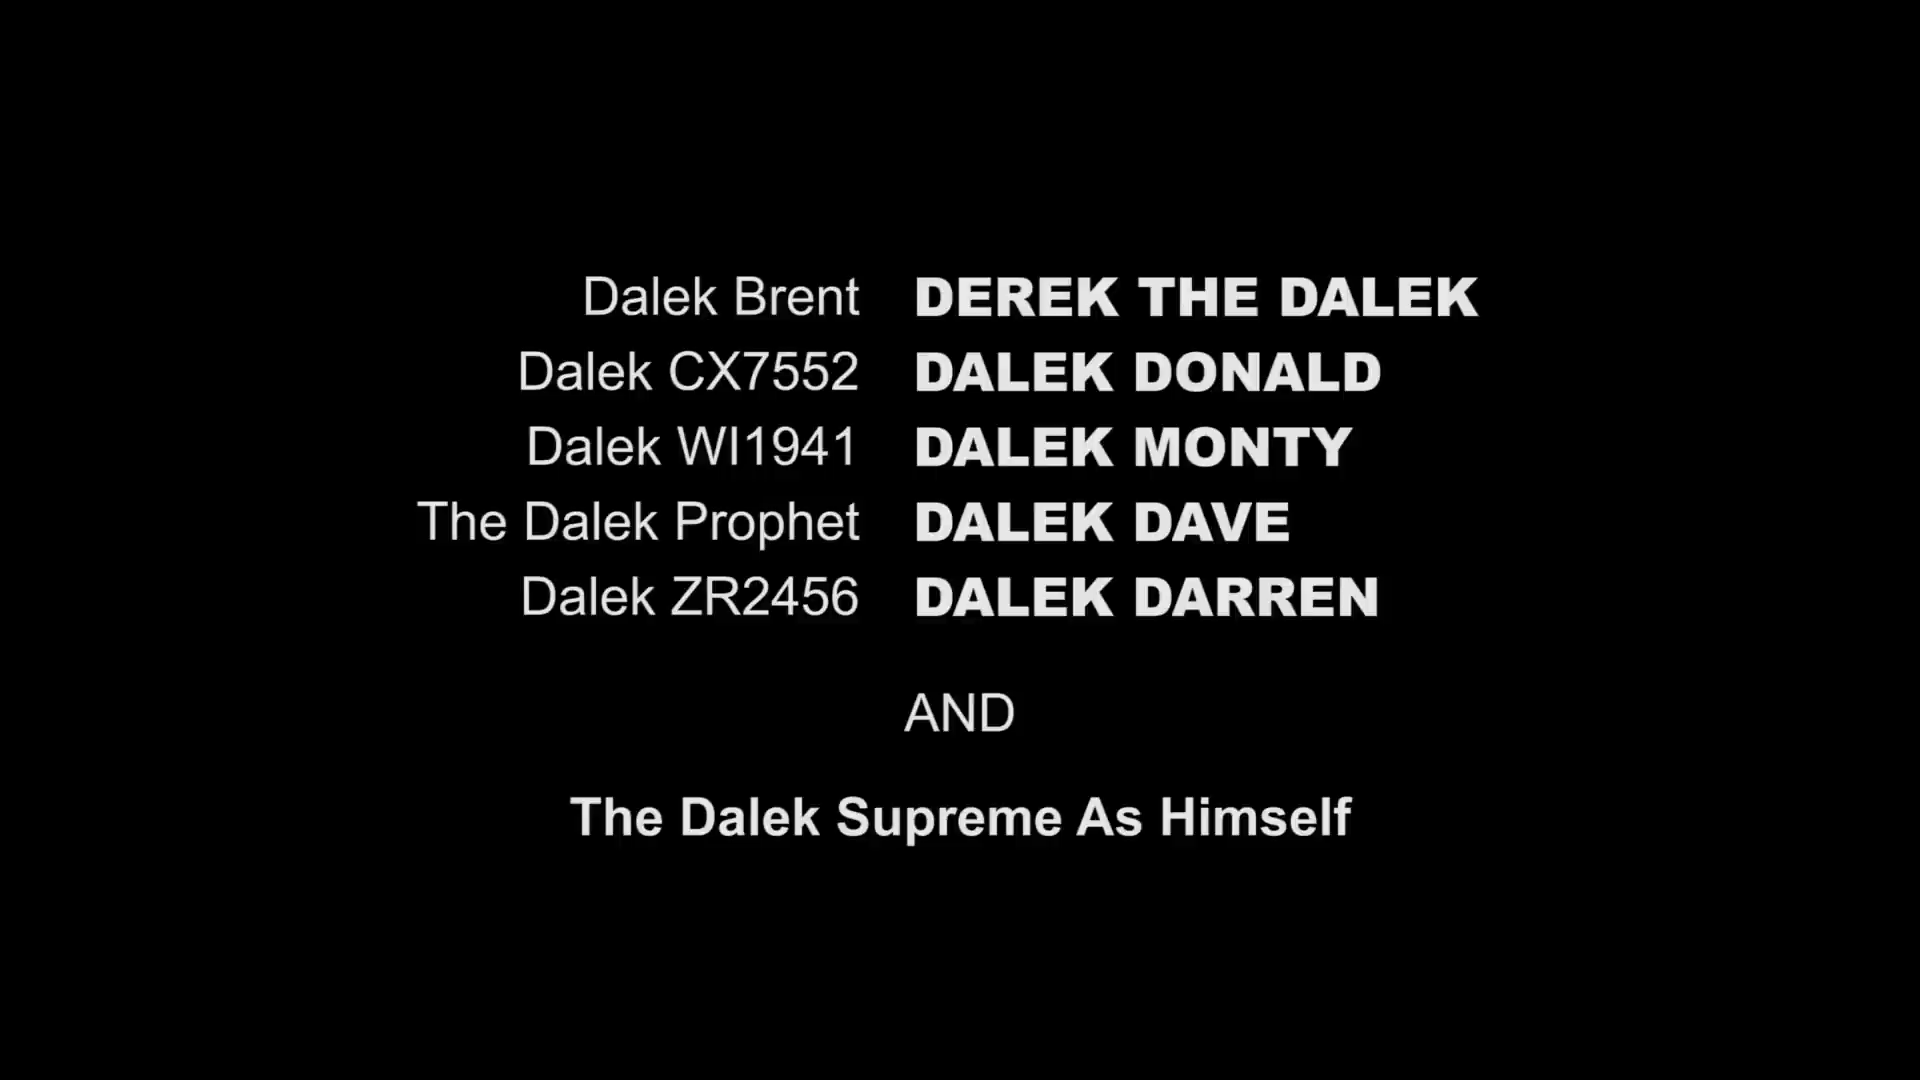 Dalek Brent DEREK THE DALEK
Dalek CX7552 DALEK DONALD
Dalek WI1941 DALEK MONTY
The Dalek Prophet DALEK DAVE
Dalek ZR2456 DALEK DARREN
AND
The Dalek Supreme As Himself